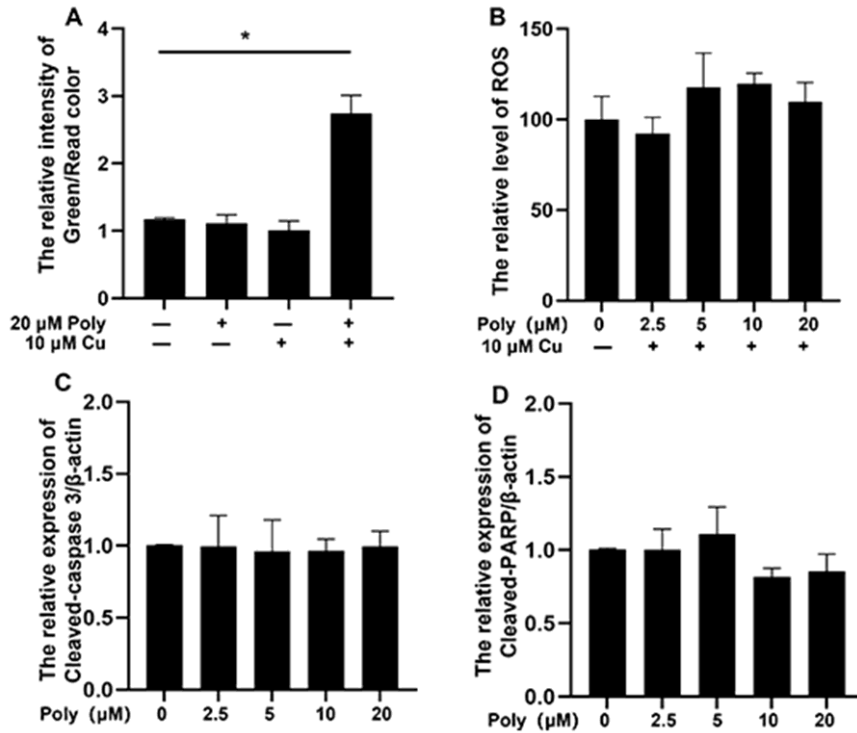 A
The relative intensity of
Green/Read color
*
4
3
2
1
0
20 μM Poly — + — +
10 μM Cu — — + +
B
The relative level of ROS
150
100
50
0
Poly (μM) 0 2.5 5 10 20
10 μM Cu — + + + +
C
The relative expression of
Cleaved-caspase 3/β-actin
2.0
1.5
1.0
0.5
0.0
Poly (μM) 0 2.5 5 10 20
D
The relative expression of
Cleaved-PARP/β-actin
2.0
1.5
1.0
0.5
0.0
Poly (μM) 0 2.5 5 10 20